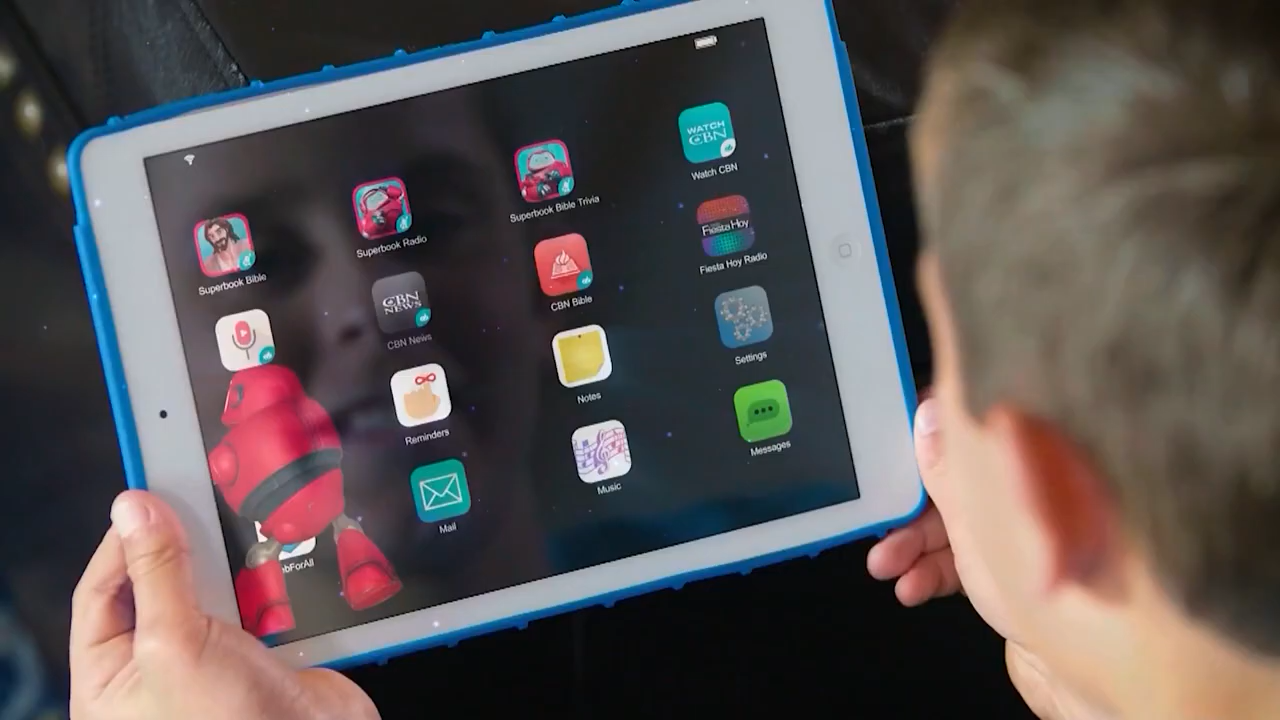 WATCH
CBN
Watch CBN
Superbook Bible Trivia
Superbook Radio
Superbook Bible
Fiesta Hoy
Fiesta Hoy Radio
CBN Bible
CBN
NEWS
CBN News
Settings
Notes
Reminders
Messages
Music
Mail
bForAll